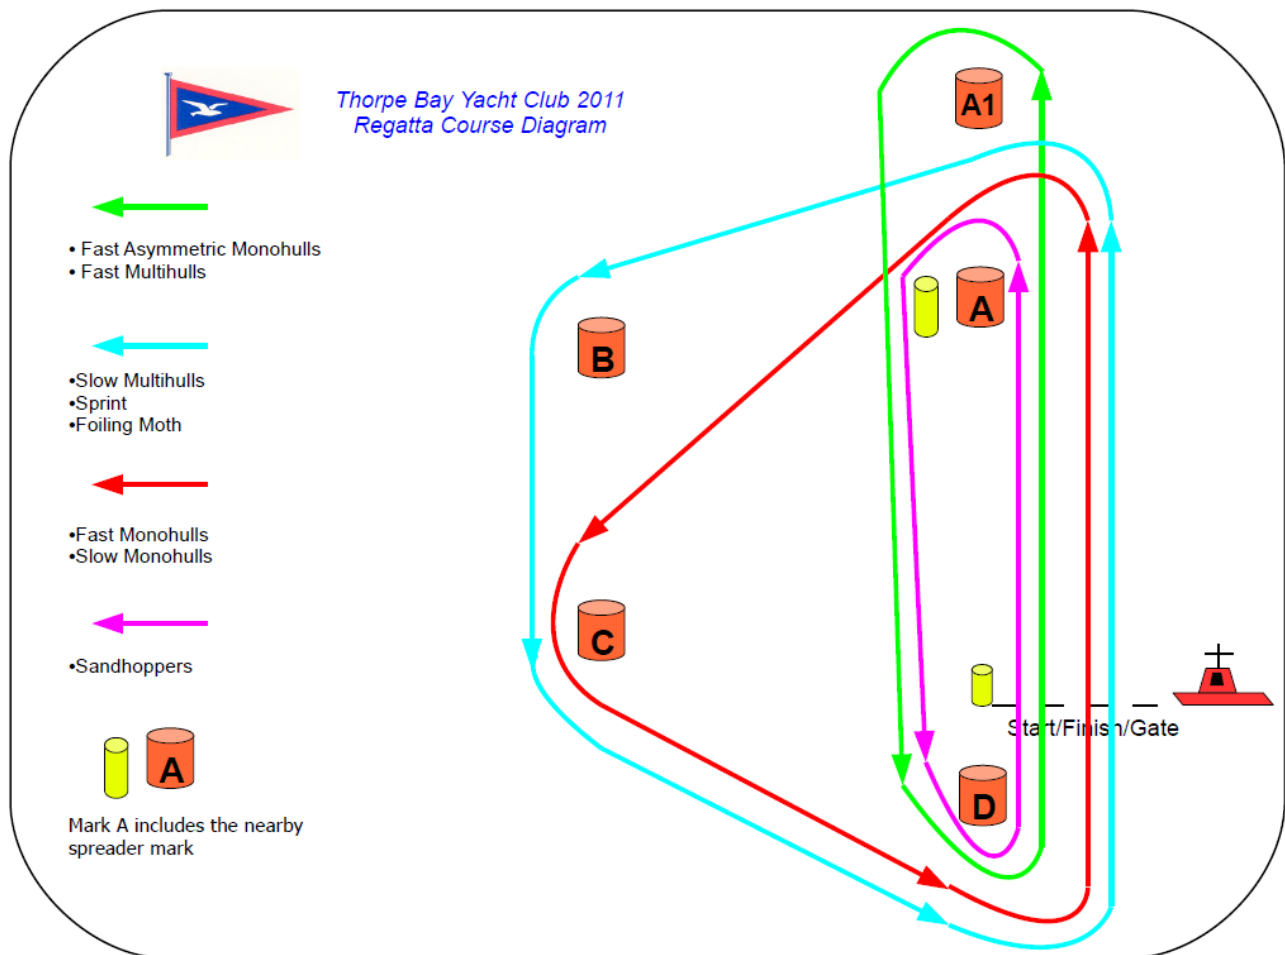 Thorpe Bay Yacht Club 2011
Regatta Course Diagram
• Fast Asymmetric Monohulls
• Fast Multihulls
•Slow Multihulls
•Sprint
•Foiling Moth
•Fast Monohulls
•Slow Monohulls
•Sandhoppers
A
Mark A includes the nearby
spreader mark
A1
A
B
C
Start/Finish/Gate
D